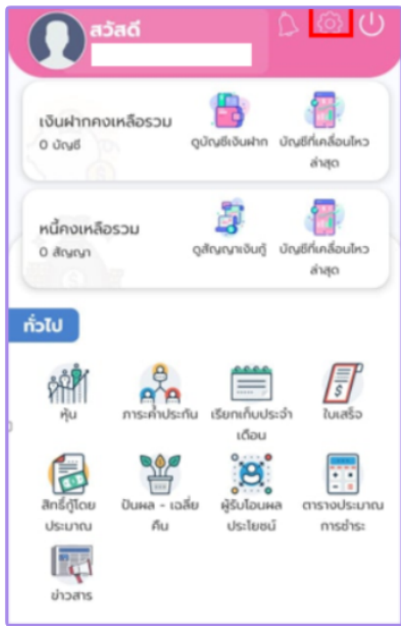 สวัสดี
เงินฝากคงเหลือรวม
0 บัญชี
ดูบัญชีเงินฝาก
บัญชีที่เคลื่อนไหว
ล่าสุด
หนี้คงเหลือรวม
0 สัญญา
ดูสัญญาเงินกู้
บัญชีที่เคลื่อนไหว
ล่าสุด
ทั่วไป
หุ้น
ภาระค้ำประกัน
เรียกเก็บประจำ
เดือน
ใบเสร็จ
สิทธิ์กู้โดย
ประมาณ
ปันผล - เฉลี่ย
คืน
ผู้รับโอนผล
ประโยชน์
ตารางประมาณ
การชำระ
ข่าวสาร